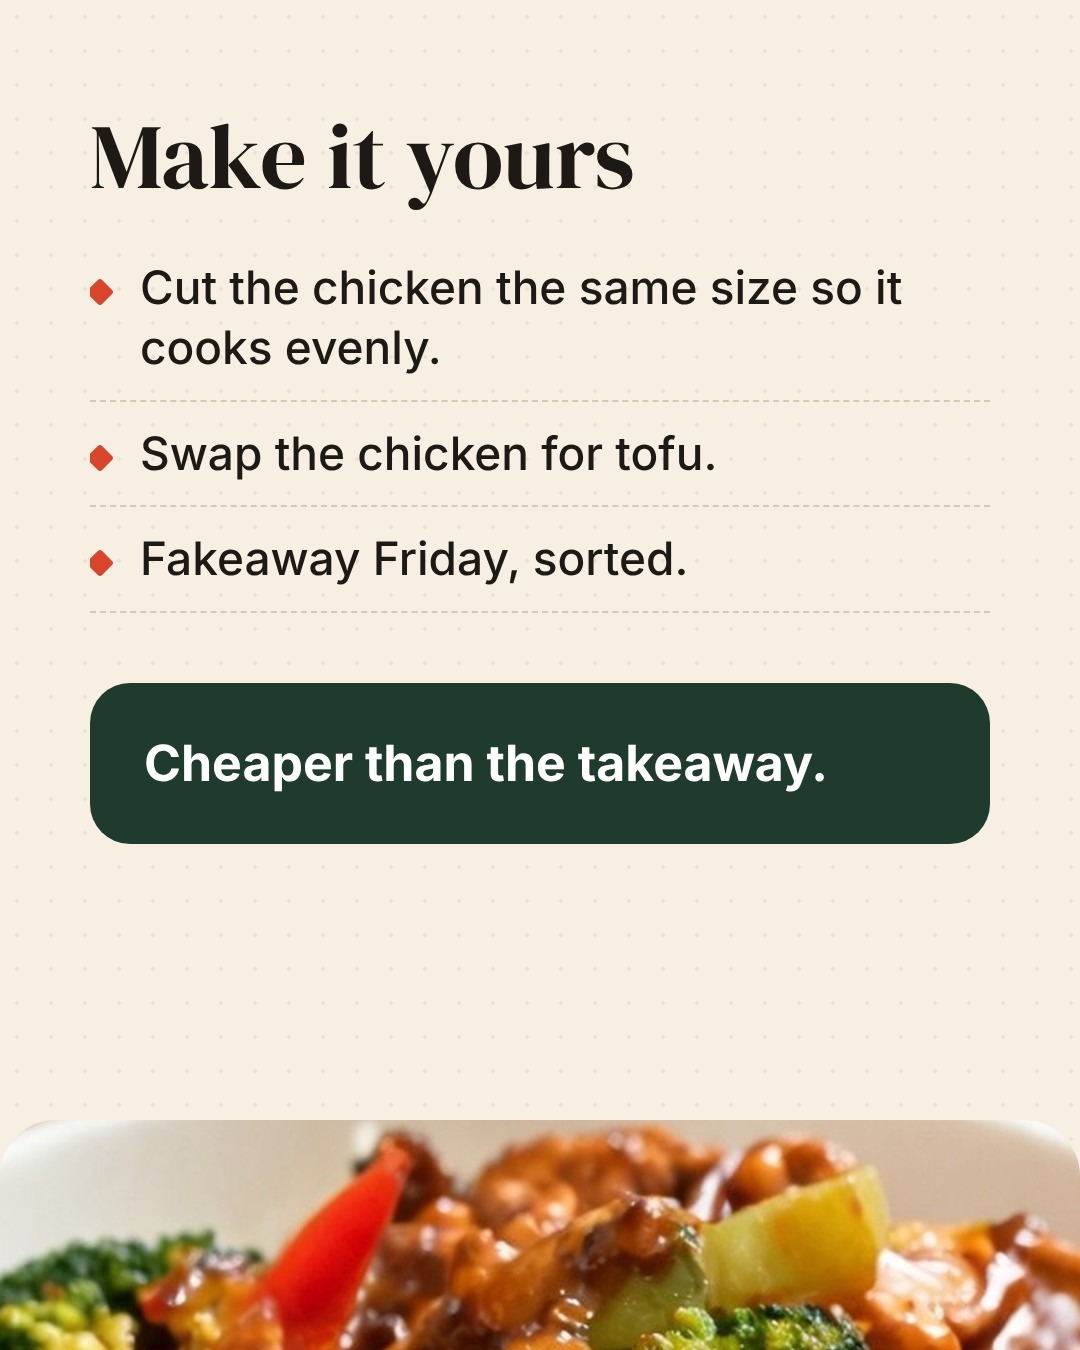 Make it yours
Cut the chicken the same size so it
cooks evenly.
Swap the chicken for tofu.
Fakeaway Friday, sorted.
Cheaper than the takeaway.